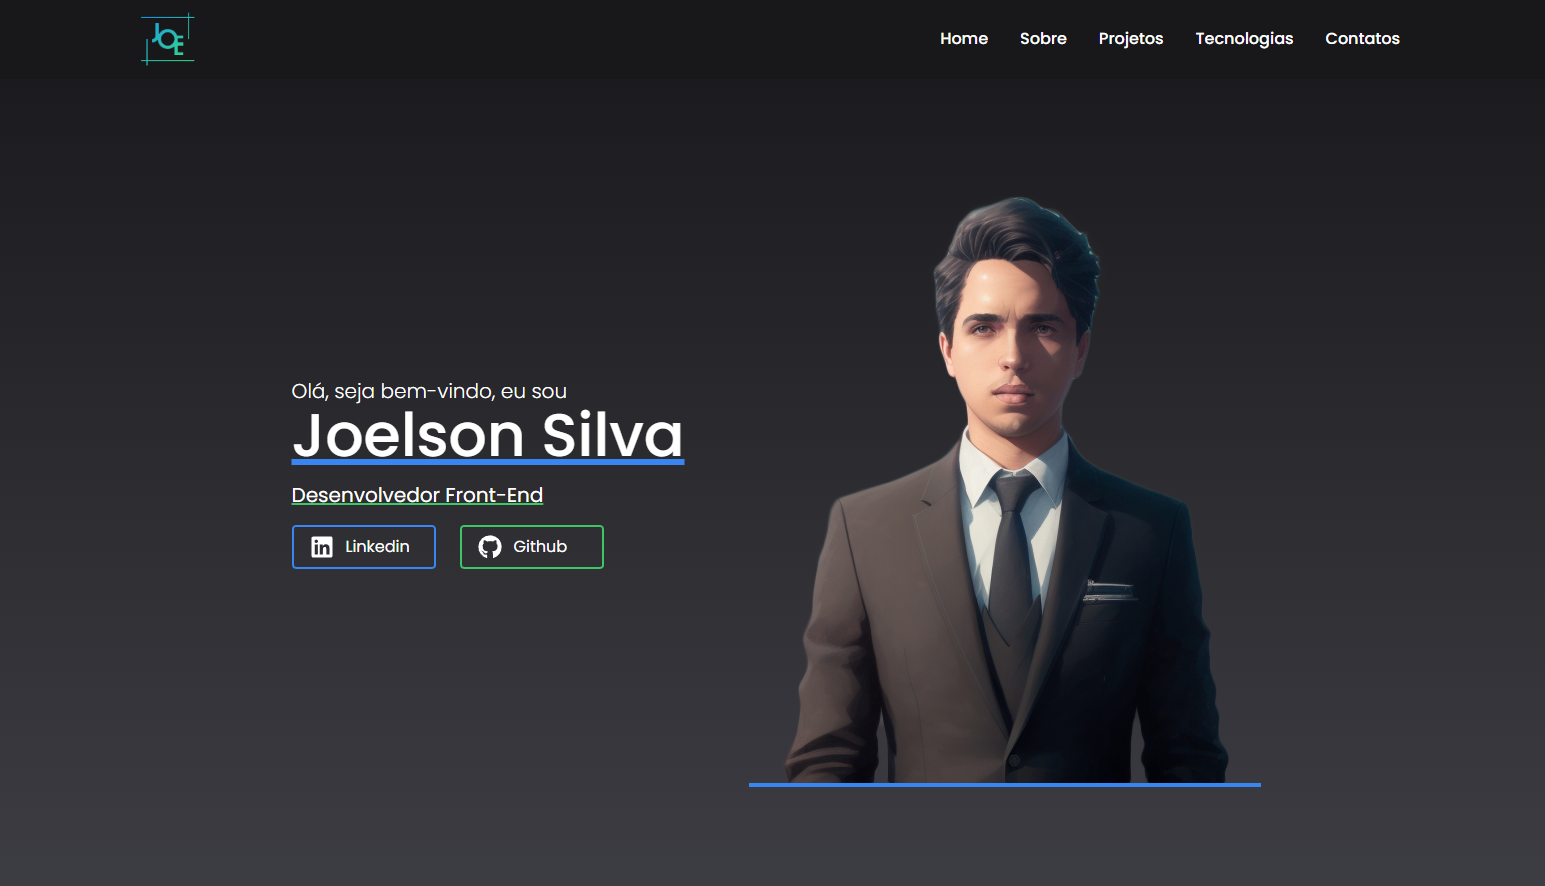 JOE
Home Sobre Projetos Tecnologias Contatos
Olá, seja bem-vindo, eu sou
Joelson Silva
Desenvolvedor Front-End
in Linkedin Github